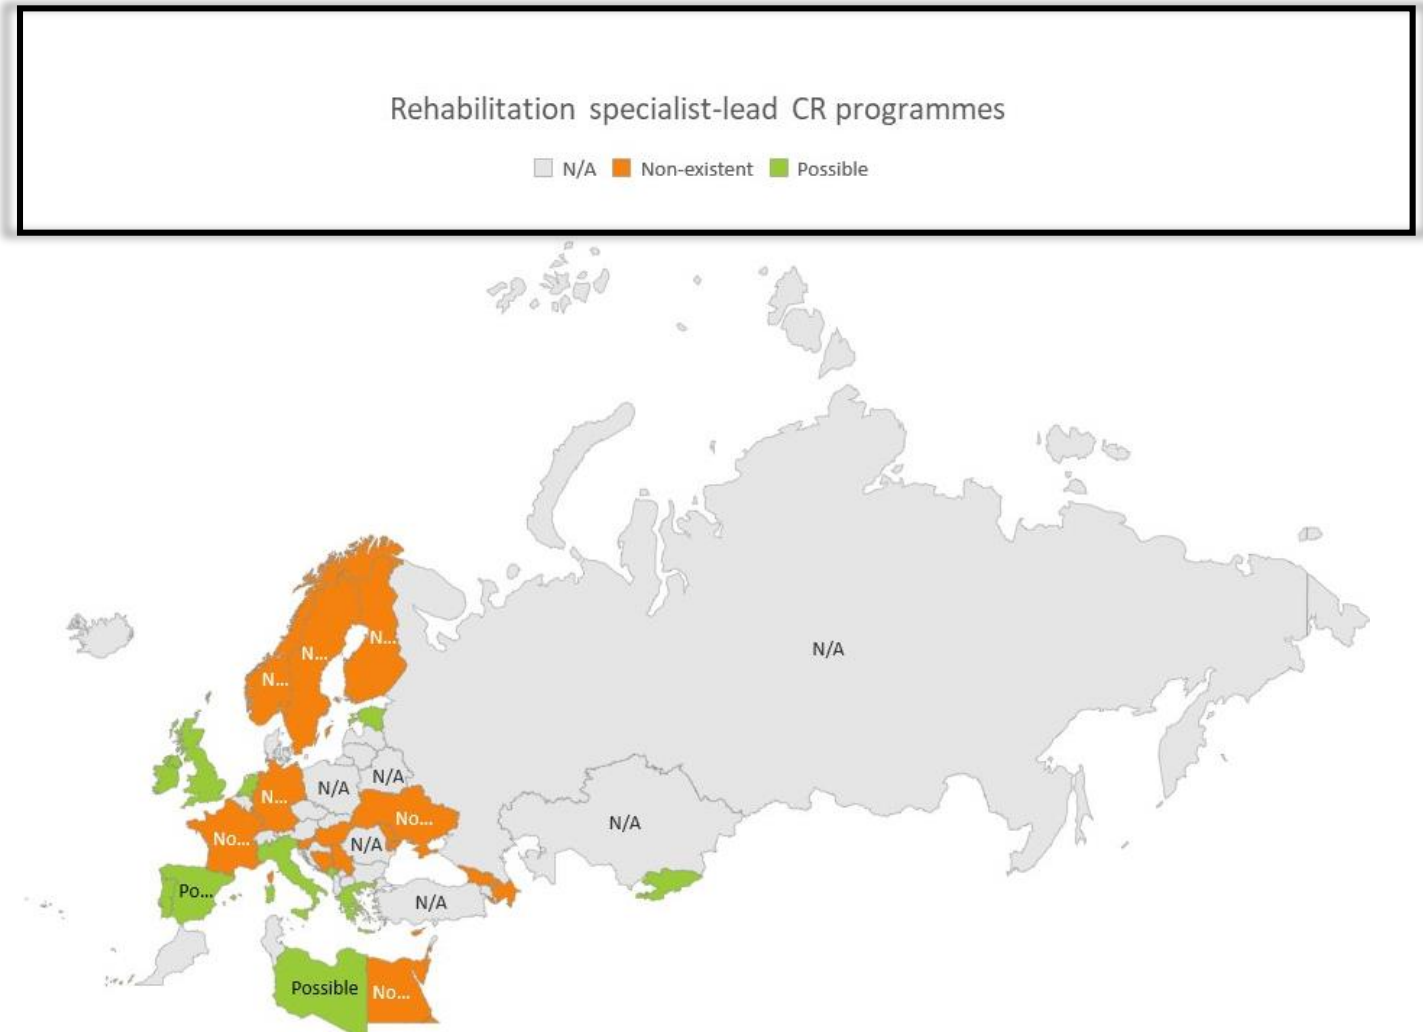 Rehabilitation specialist-lead CR programmes
N/A Non-existent Possible
N/A
N...
N...
N...
N/A
N/A
N...
No...
N/A
No...
N/A
Po...
N/A
Possible
No...